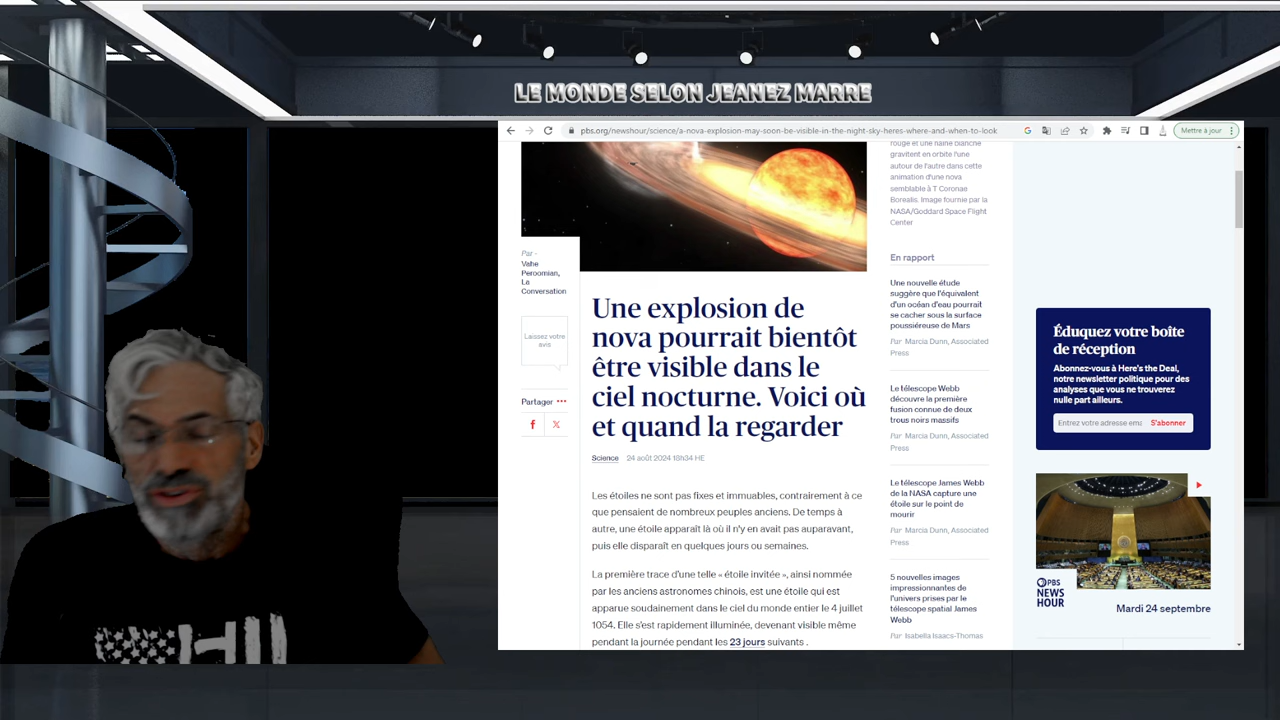 LE MONDE SELON JEANEZ MARRE
pbs.org/newshour/science/a-nova-explosion-may-soon-be-visible-in-the-night-sky-heres-where-and-when-to-look
Mettre à jour
rouge et une naine blanche
gravitent en orbite l'une
autour de l'autre dans cette
animation d'une nova
semblable à T Coronae
Borealis. Image fournie par la
NASA/Goddard Space Flight
Center
Par -
Vahe
Peroomian,
La
Conversation
Laissez votre
avis
Partager
Une explosion de
nova pourrait bientôt
être visible dans le
ciel nocturne. Voici où
et quand la regarder
Science 24 août 2024 18h34 HE
Les étoiles ne sont pas fixes et immuables, contrairement à ce
que pensaient de nombreux peuples anciens. De temps à
autre, une étoile apparaît là où il n'y en avait pas auparavant,
puis elle disparaît en quelques jours ou semaines.
La première trace d'une telle « étoile invitée », ainsi nommée
par les anciens astronomes chinois, est une étoile qui est
apparue soudainement dans le ciel du monde entier le 4 juillet
1054. Elle s'est rapidement illuminée, devenant visible même
pendant la journée pendant les 23 jours suivants .
En rapport
Une nouvelle étude
suggère que l'équivalent
d'un océan d'eau pourrait
se cacher sous la surface
poussiéreuse de Mars
Par Marcia Dunn, Associated
Press
Le télescope Webb
découvre la première
fusion connue de deux
trous noirs massifs
Par Marcia Dunn, Associated
Press
Le télescope James Webb
de la NASA capture une
étoile sur le point de
mourir
Par Marcia Dunn, Associated
Press
5 nouvelles images
impressionnantes de
l'univers prises par le
télescope spatial James
Webb
Par Isabella Isaacs-Thomas
Éduquez votre boîte
de réception
Abonnez-vous à Here's the Deal,
notre newsletter politique pour des
analyses que vous ne trouverez
nulle part ailleurs.
Entrez votre adresse ema
S'abonner
PBS
NEWS
HOUR
Mardi 24 septembre